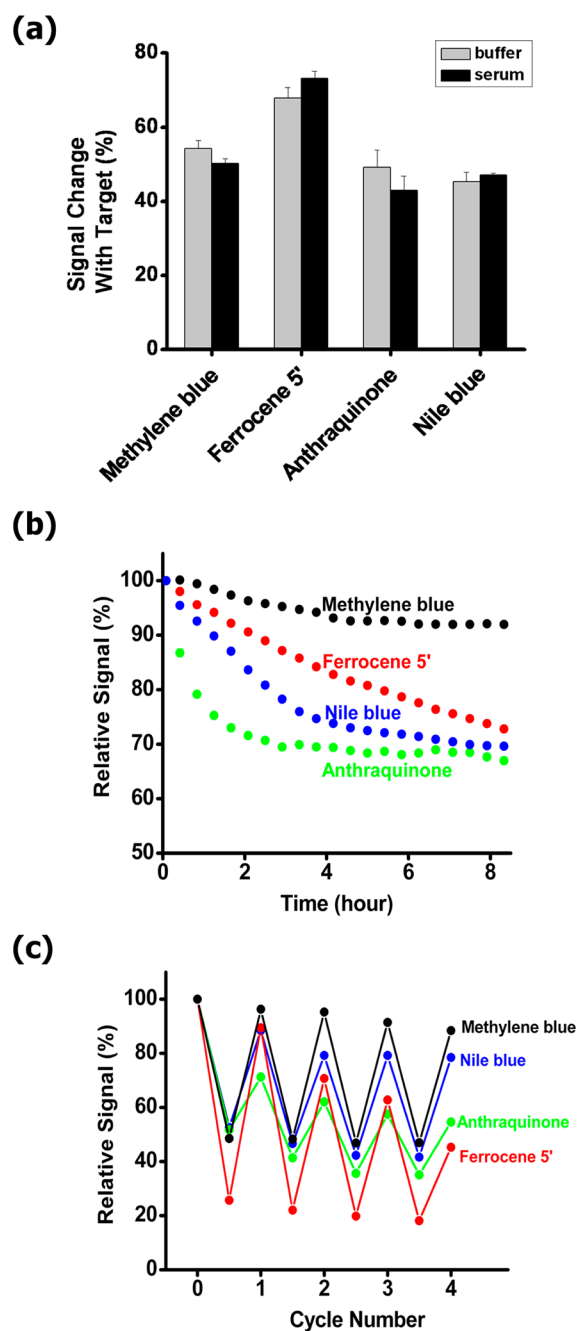 (a)
80
60
40
20
0
Signal Change
With Target (%)
buffer
serum
Methylene blue
Ferrocene 5'
Anthraquinone
Nile blue
(b)
100
90
80
70
60
50
Relative Signal (%)
Methylene blue
Ferrocene 5'
Nile blue
Anthraquinone
0 2 4 6 8
Time (hour)
(c)
100
80
60
40
20
0
Relative Signal (%)
Methylene blue
Nile blue
Anthraquinone
Ferrocene 5'
0 1 2 3 4
Cycle Number